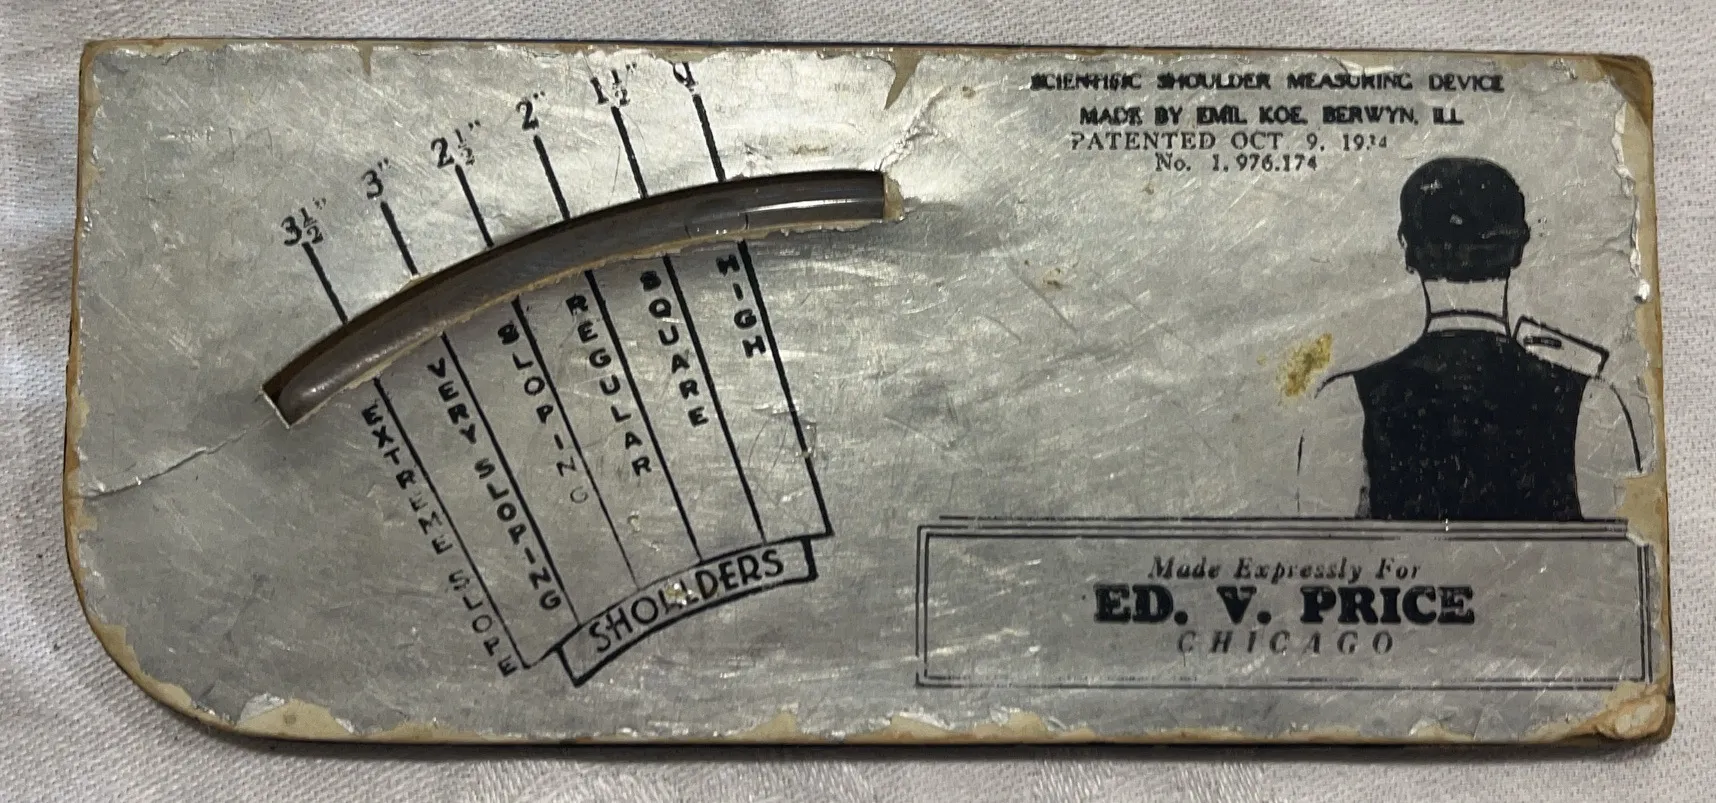 SCIENTIFIC SHOULDER MEASURING DEVICE
MADE BY EMIL KOE. BERWYN, ILL
PATENTED OCT. 9. 1934
No. 1.976.174
3½"
3"
2½"
2"
1½"
EXTREME SLOPE
VERY SLOPING
SLOPING
REGULAR
SQUARE
HIGH
SHOULDERS
Made Expressly For
ED. V. PRICE
CHICAGO